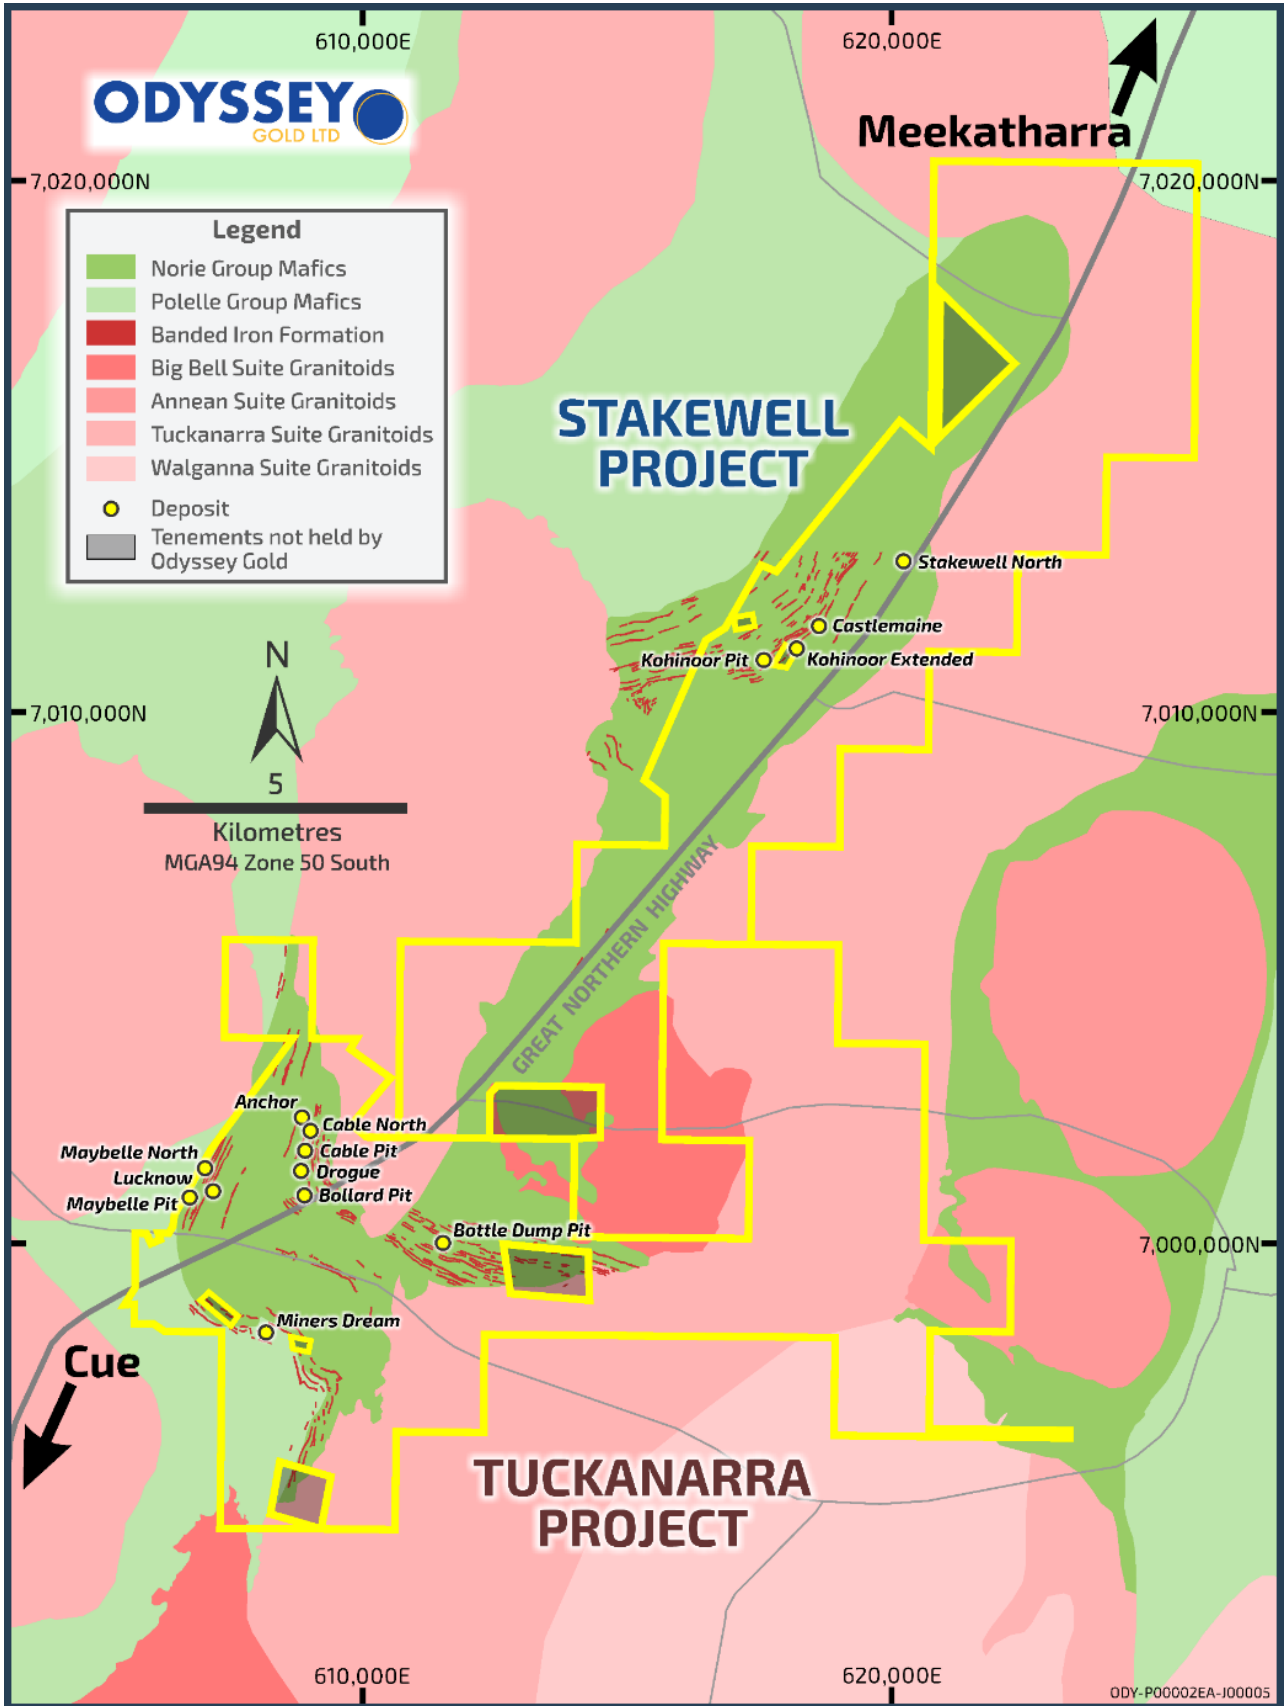 610,000E
620,000E
ODYSSEY
GOLD LTD
Meekatharra
7,020,000N
7,020,000N
Legend
Norie Group Mafics
Polelle Group Mafics
Banded Iron Formation
Big Bell Suite Granitoids
Annean Suite Granitoids
Tuckanarra Suite Granitoids
Walganna Suite Granitoids
Deposit
Tenements not held by
Odyssey Gold
STAKEWELL
PROJECT
Stakewell North
Castlemaine
Kohinoor Pit
Kohinoor Extended
N
7,010,000N
7,010,000N
5
Kilometres
MGA94 Zone 50 South
GREAT NORTHERN HIGHWAY
Anchor
Cable North
Maybelle North
Cable Pit
Lucknow
Drogue
Maybelle Pit
Bollard Pit
Bottle Dump Pit
7,000,000N
Miners Dream
Cue
TUCKANARRA
PROJECT
610,000E
620,000E
ODY-P00002EA-J00005